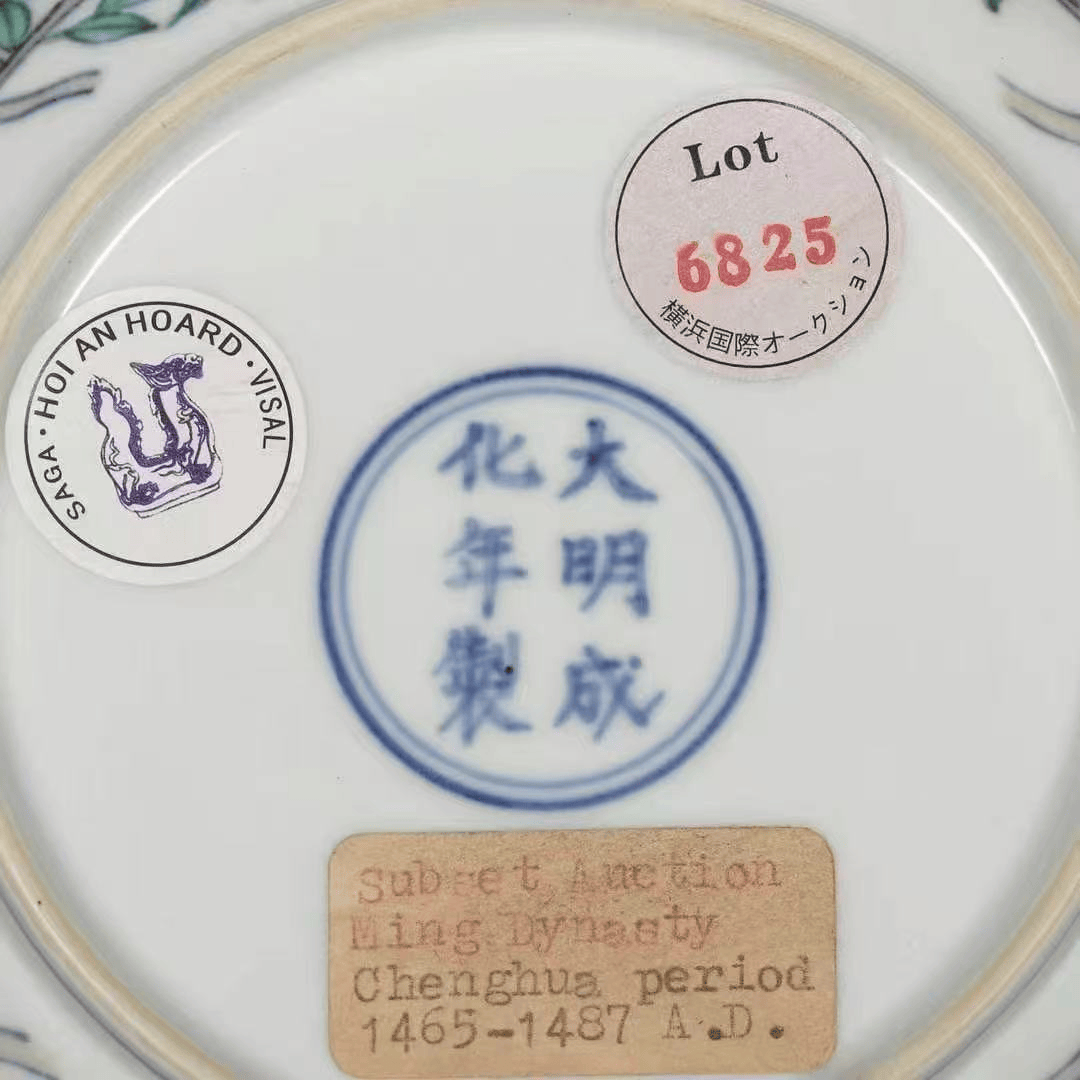 Lot
6825
横浜国際オークション
SAGA · HOI AN HOARD · VISAL
大明成
化年製
Subset Auction
Ming Dynasty
Chenghua period
1465-1487 A.D.